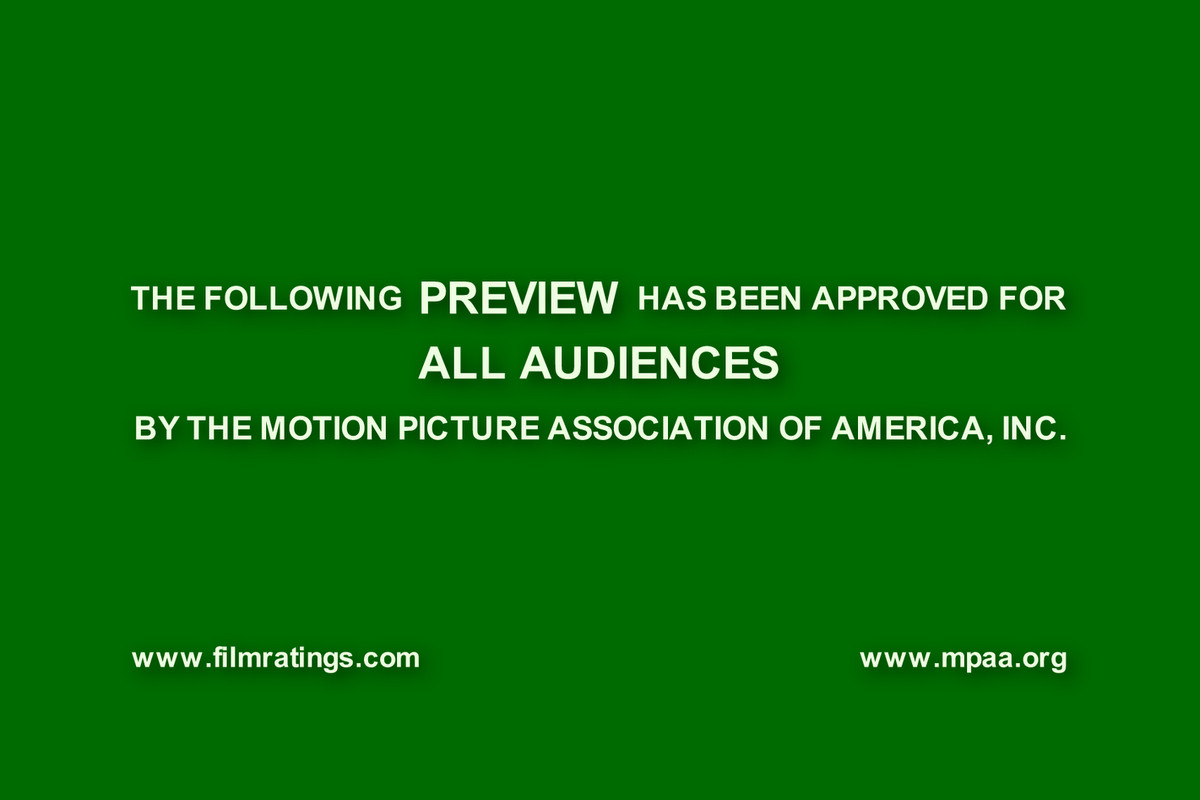 THE FOLLOWING PREVIEW HAS BEEN APPROVED FOR
ALL AUDIENCES
BY THE MOTION PICTURE ASSOCIATION OF AMERICA, INC.
www.filmratings.com
www.mpaa.org